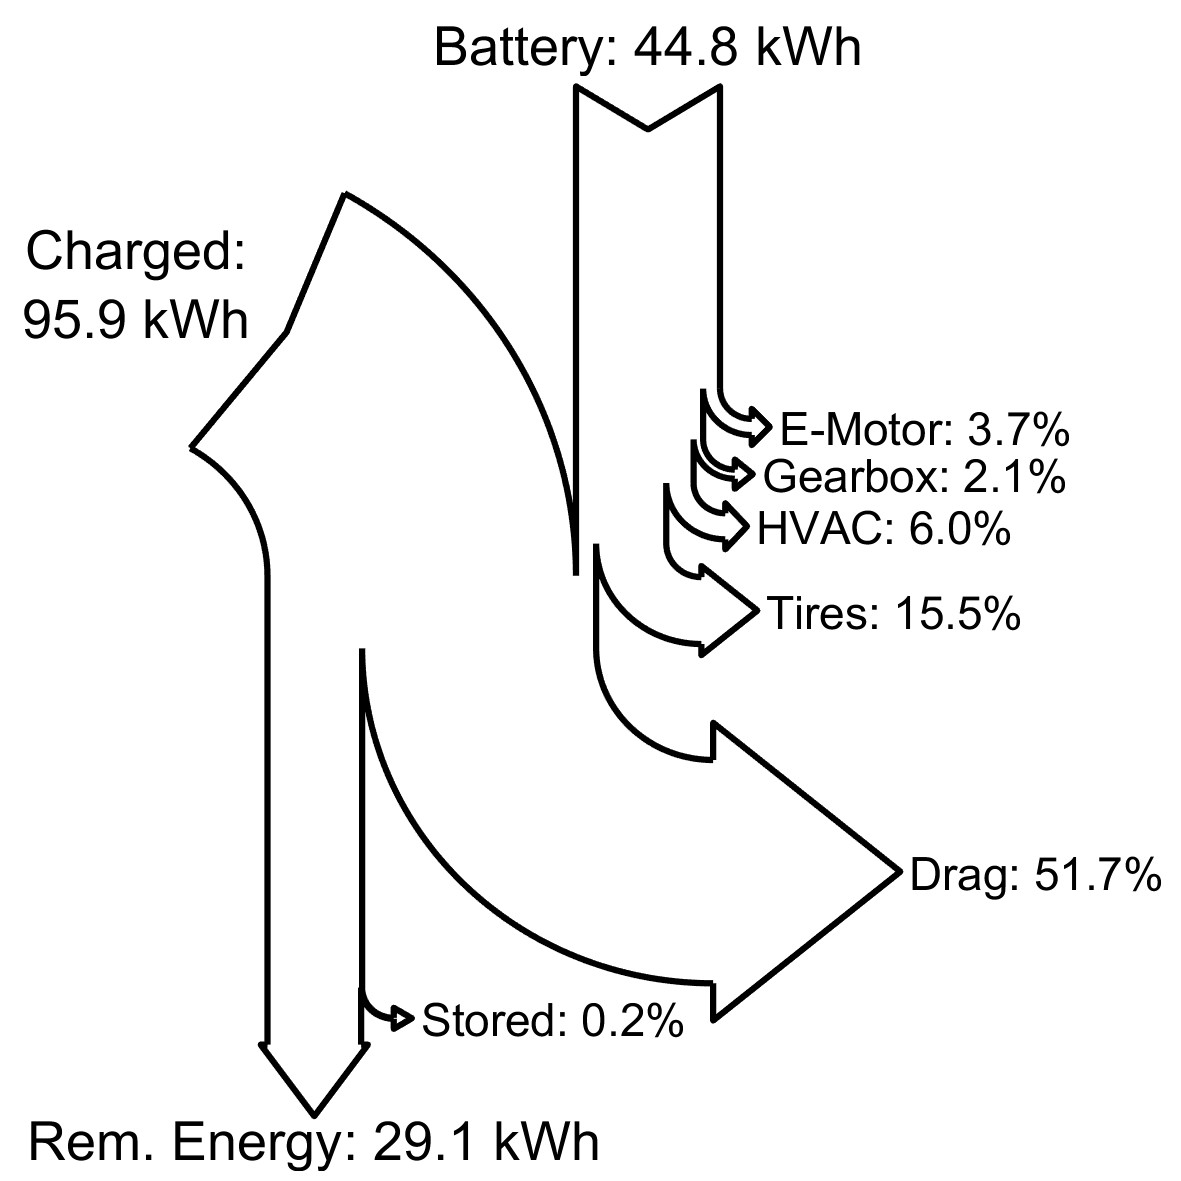 Battery: 44.8 kWh
Charged:
95.9 kWh
E-Motor: 3.7%
Gearbox: 2.1%
HVAC: 6.0%
Tires: 15.5%
Drag: 51.7%
Stored: 0.2%
Rem. Energy: 29.1 kWh